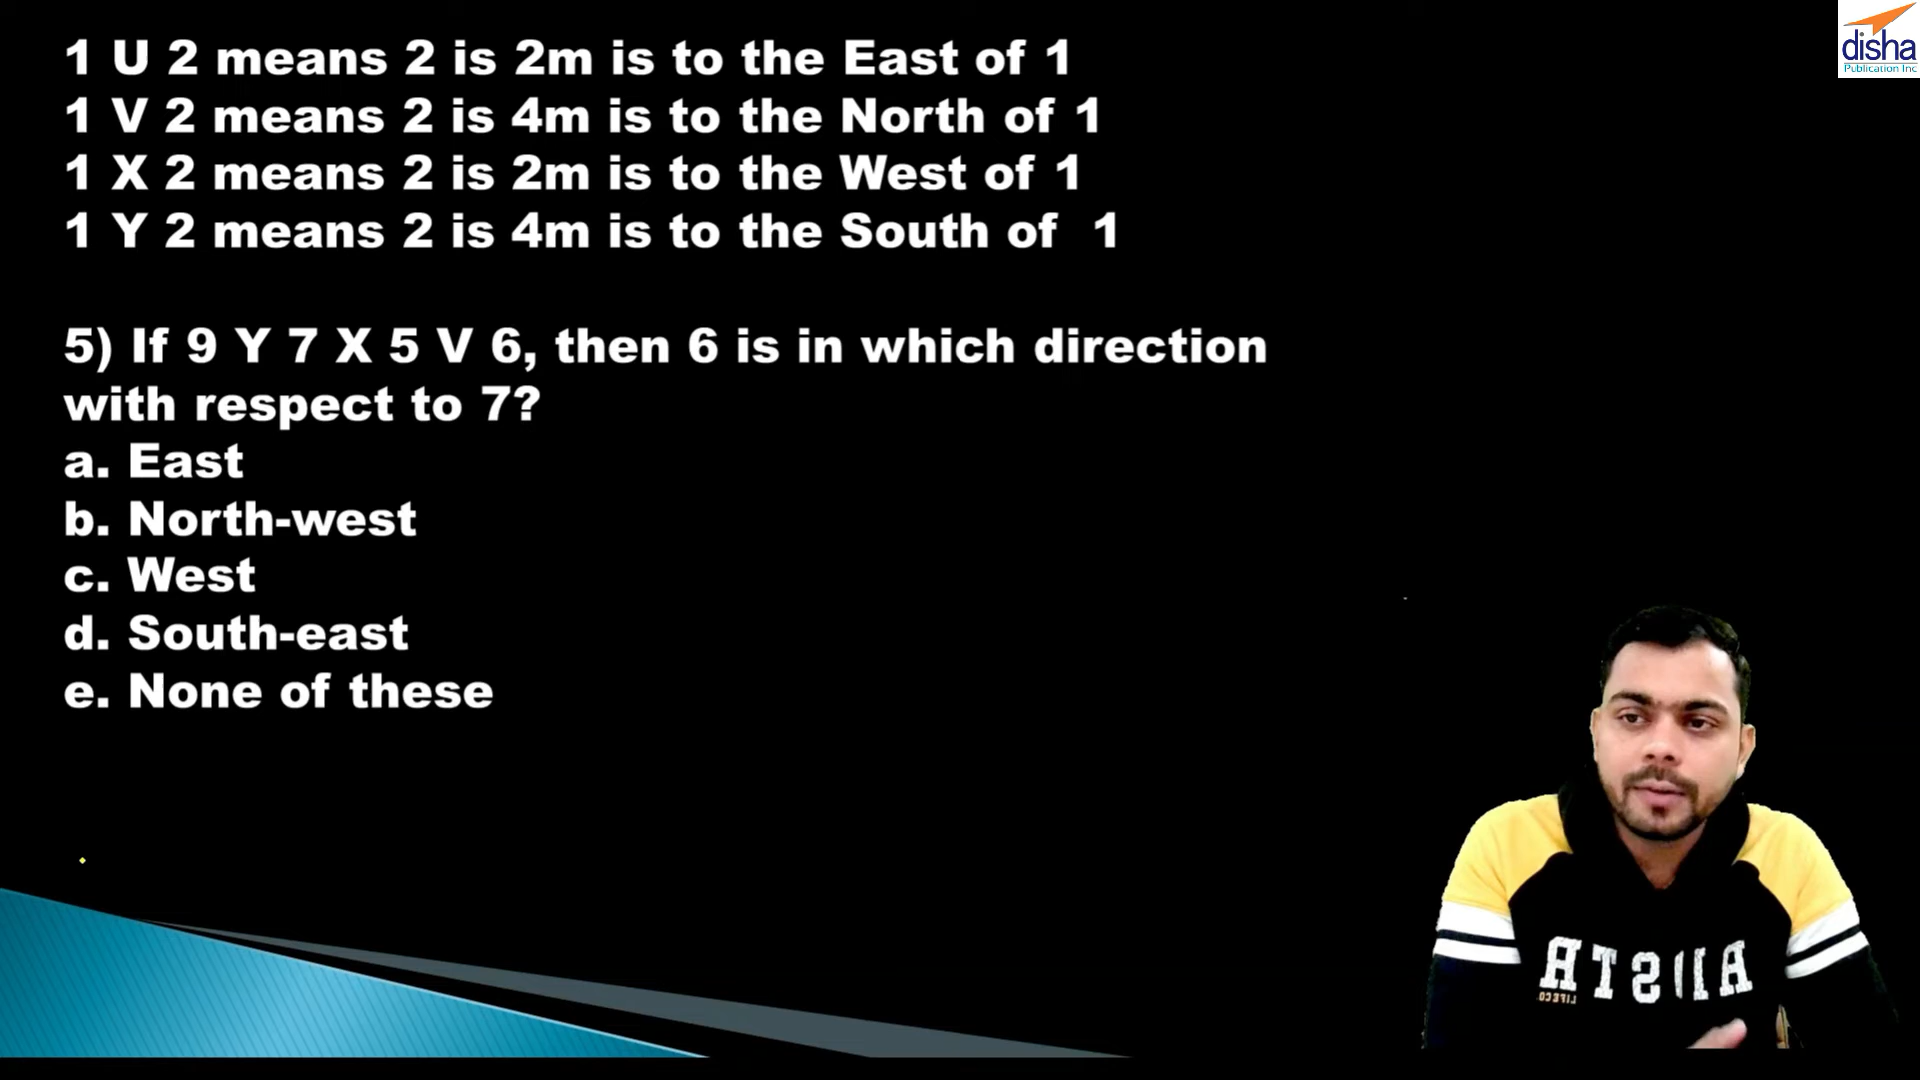 1 U 2 means 2 is 2m is to the East of 1
1 V 2 means 2 is 4m is to the North of 1
1 X 2 means 2 is 2m is to the West of 1
1 Y 2 means 2 is 4m is to the South of 1
5) If 9 Y 7 X 5 V 6, then 6 is in which direction
with respect to 7?
a. East
b. North-west
c. West
d. South-east
e. None of these
disha
Publication Inc
LIFECO.